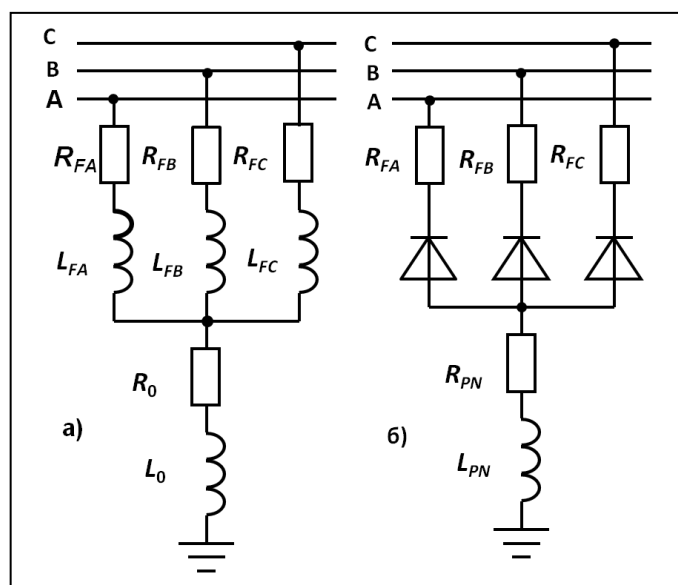 C
B
A
R_FA
R_FB
R_FC
L_FA
L_FB
L_FC
R_0
а)
L_0
C
B
A
R_FA
R_FB
R_FC
R_PN
б)
L_PN